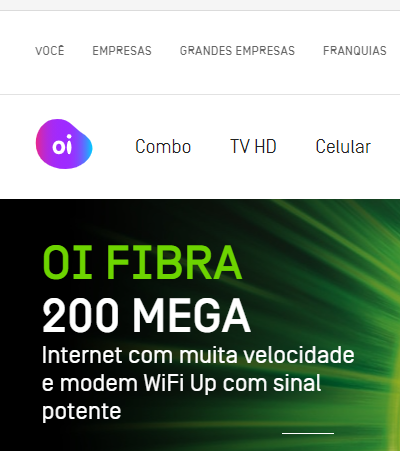 VOCÊ EMPRESAS GRANDES EMPRESAS FRANQUIAS
oi Combo TV HD Celular
OI FIBRA
200 MEGA
Internet com muita velocidade
e modem WiFi Up com sinal
potente